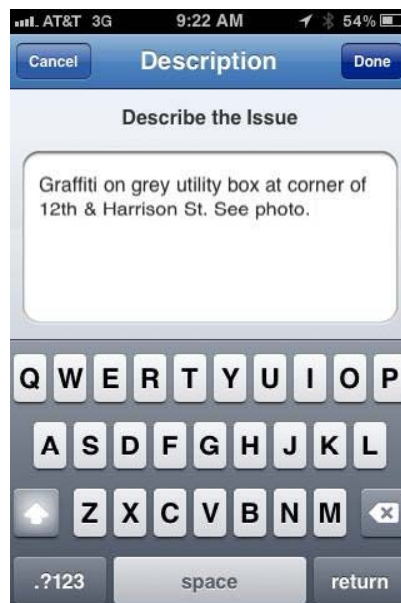 AT&T 3G 9:22 AM 54%
Cancel Description Done
Describe the Issue
Graffiti on grey utility box at corner of
12th & Harrison St. See photo.
Q W E R T Y U I O P
A S D F G H J K L
Z X C V B N M
.?123 space return